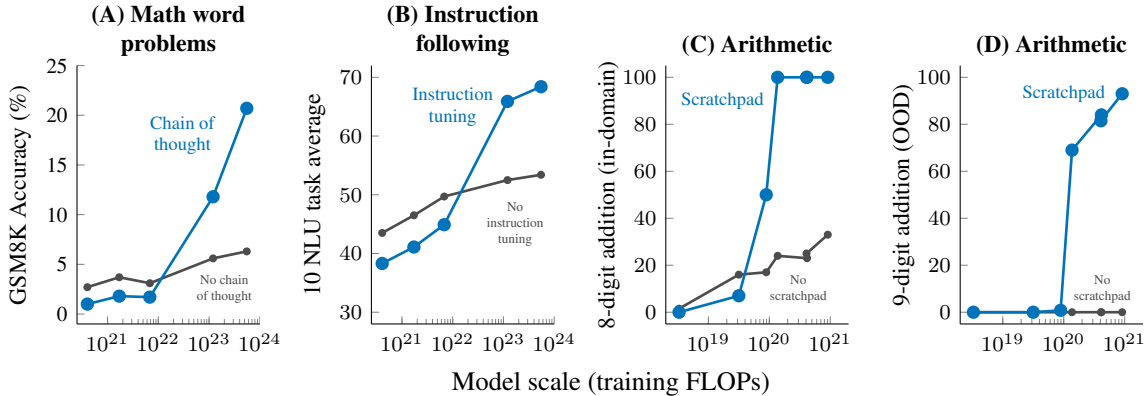 (A) Math word
problems
GSM8K Accuracy (%)
25
20
15
10
5
0
Chain of
thought
No chain
of thought
10^21
10^22
10^23
10^24
(B) Instruction
following
10 NLU task average
70
60
50
40
30
Instruction
tuning
No
instruction
tuning
10^21
10^22
10^23
10^24
(C) Arithmetic
8-digit addition (in-domain)
100
80
60
40
20
0
Scratchpad
No
scratchpad
10^19
10^20
10^21
(D) Arithmetic
9-digit addition (OOD)
100
80
60
40
20
0
Scratchpad
No
scratchpad
10^19
10^20
10^21
Model scale (training FLOPs)